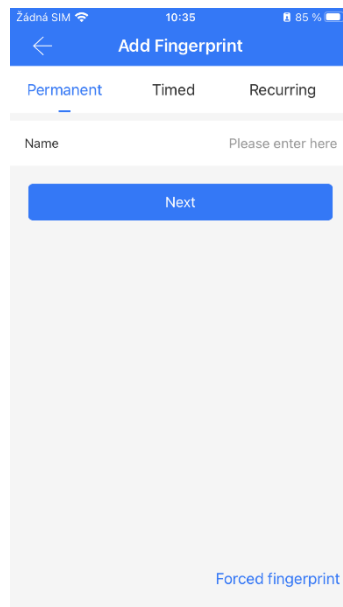 Žádná SIM 10:35 85 %
Add Fingerprint
Permanent Timed Recurring
Name Please enter here
Next
Forced fingerprint